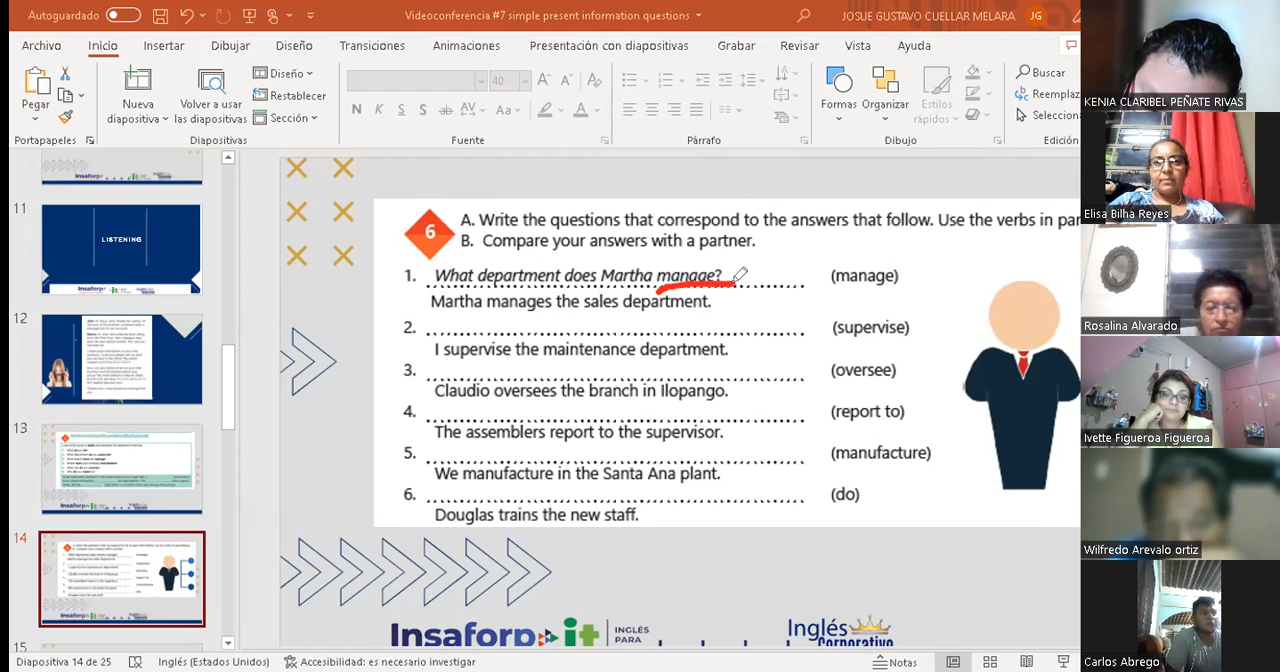 Autoguardado
Videoconferencia #7 simple present information questions
JOSUE GUSTAVO CUELLAR MELARA
JG
Archivo
Inicio
Insertar
Dibujar
Diseño
Transiciones
Animaciones
Presentación con diapositivas
Grabar
Revisar
Vista
Ayuda
Pegar
Nueva diapositiva
Volver a usar las diapositivas
Diseño
Restablecer
Sección
40
N K S S ab AV Aa
Formas
Organizar
Estilos rápidos
Buscar
Reemplaz
Selecciona
Portapapeles
Diapositivas
Fuente
Párrafo
Dibujo
Edición
11
LISTENING
12
13
14
15
6
A. Write the questions that correspond to the answers that follow. Use the verbs in par
B. Compare your answers with a partner.
1. What department does Martha manage? (manage)
Martha manages the sales department.
2. (supervise)
I supervise the maintenance department.
3. (oversee)
Claudio oversees the branch in Ilopango.
4. (report to)
The assemblers report to the supervisor.
5. (manufacture)
We manufacture in the Santa Ana plant.
6. (do)
Douglas trains the new staff.
Insaforp it
INGLÉS
PARA
Inglés
Corporativo
KENIA CLARIBEL PEÑATE RIVAS
Elisa Bilha Reyes
Rosalina Alvarado
Ivette Figueroa Figueroa
Wilfredo Arevalo ortiz
Carlos Abrego
Diapositiva 14 de 25
Inglés (Estados Unidos)
Accesibilidad: es necesario investigar
Notas